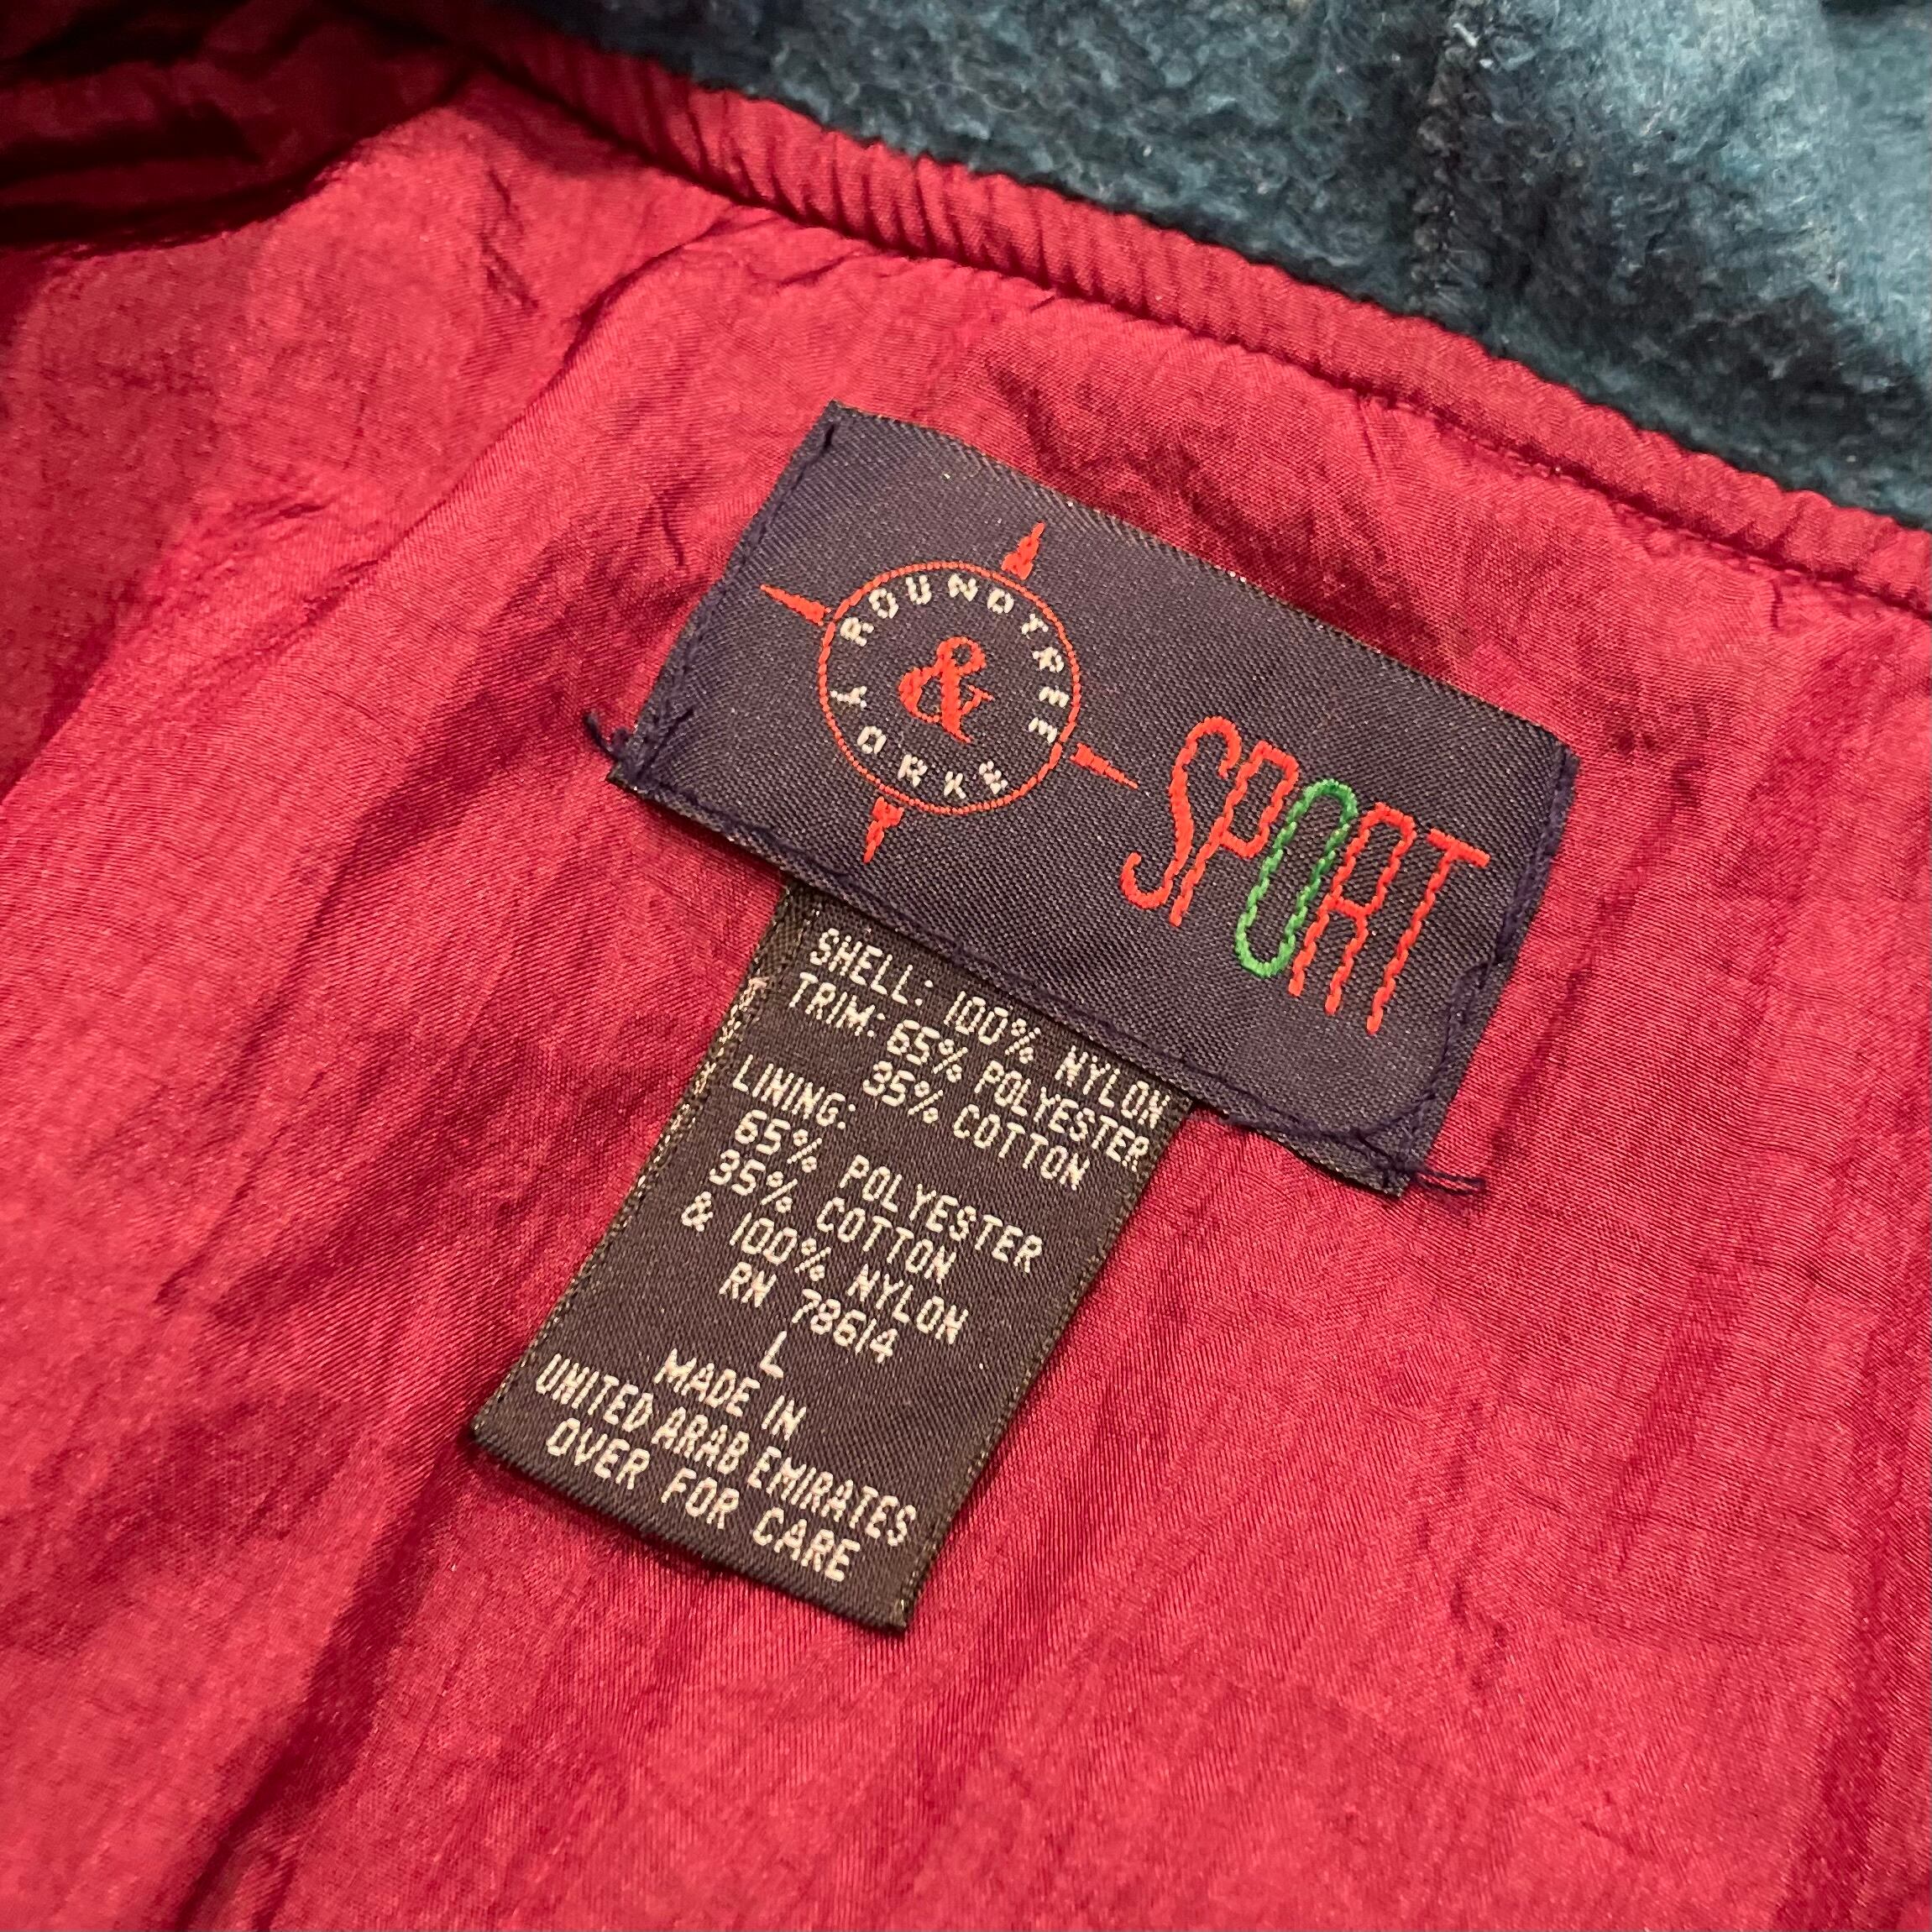 ROUNDTREE
&
YORKE
SPORT
SHELL: 100% NYLON
TRIM: 65% POLYESTER
35% COTTON
LINING:
65% POLYESTER
35% COTTON
& 100% NYLON
RN 78614
L
MADE IN
UNITED ARAB EMIRATES
OVER FOR CARE